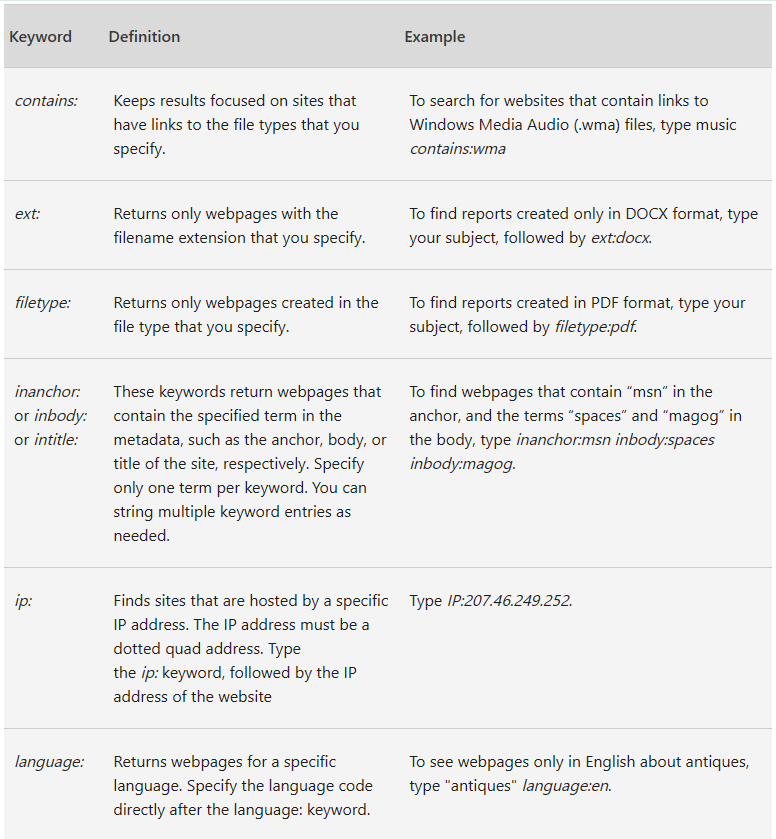 Keyword Definition Example
contains: Keeps results focused on sites that To search for websites that contain links to
have links to the file types that you Windows Media Audio (.wma) files, type music
specify. contains:wma
ext: Returns only webpages with the To find reports created only in DOCX format, type
filename extension that you specify. your subject, followed by ext:docx.
filetype: Returns only webpages created in the To find reports created in PDF format, type your
file type that you specify. subject, followed by filetype:pdf.
inanchor: These keywords return webpages that To find webpages that contain “msn” in the
or inbody: contain the specified term in the anchor, and the terms “spaces” and “magog” in
or intitle: metadata, such as the anchor, body, or the body, type inanchor:msn inbody:spaces
title of the site, respectively. Specify inbody:magog.
only one term per keyword. You can
string multiple keyword entries as
needed.
ip: Finds sites that are hosted by a specific Type IP:207.46.249.252.
IP address. The IP address must be a
dotted quad address. Type
the ip: keyword, followed by the IP
address of the website
language: Returns webpages for a specific To see webpages only in English about antiques,
language. Specify the language code type "antiques" language:en.
directly after the language: keyword.